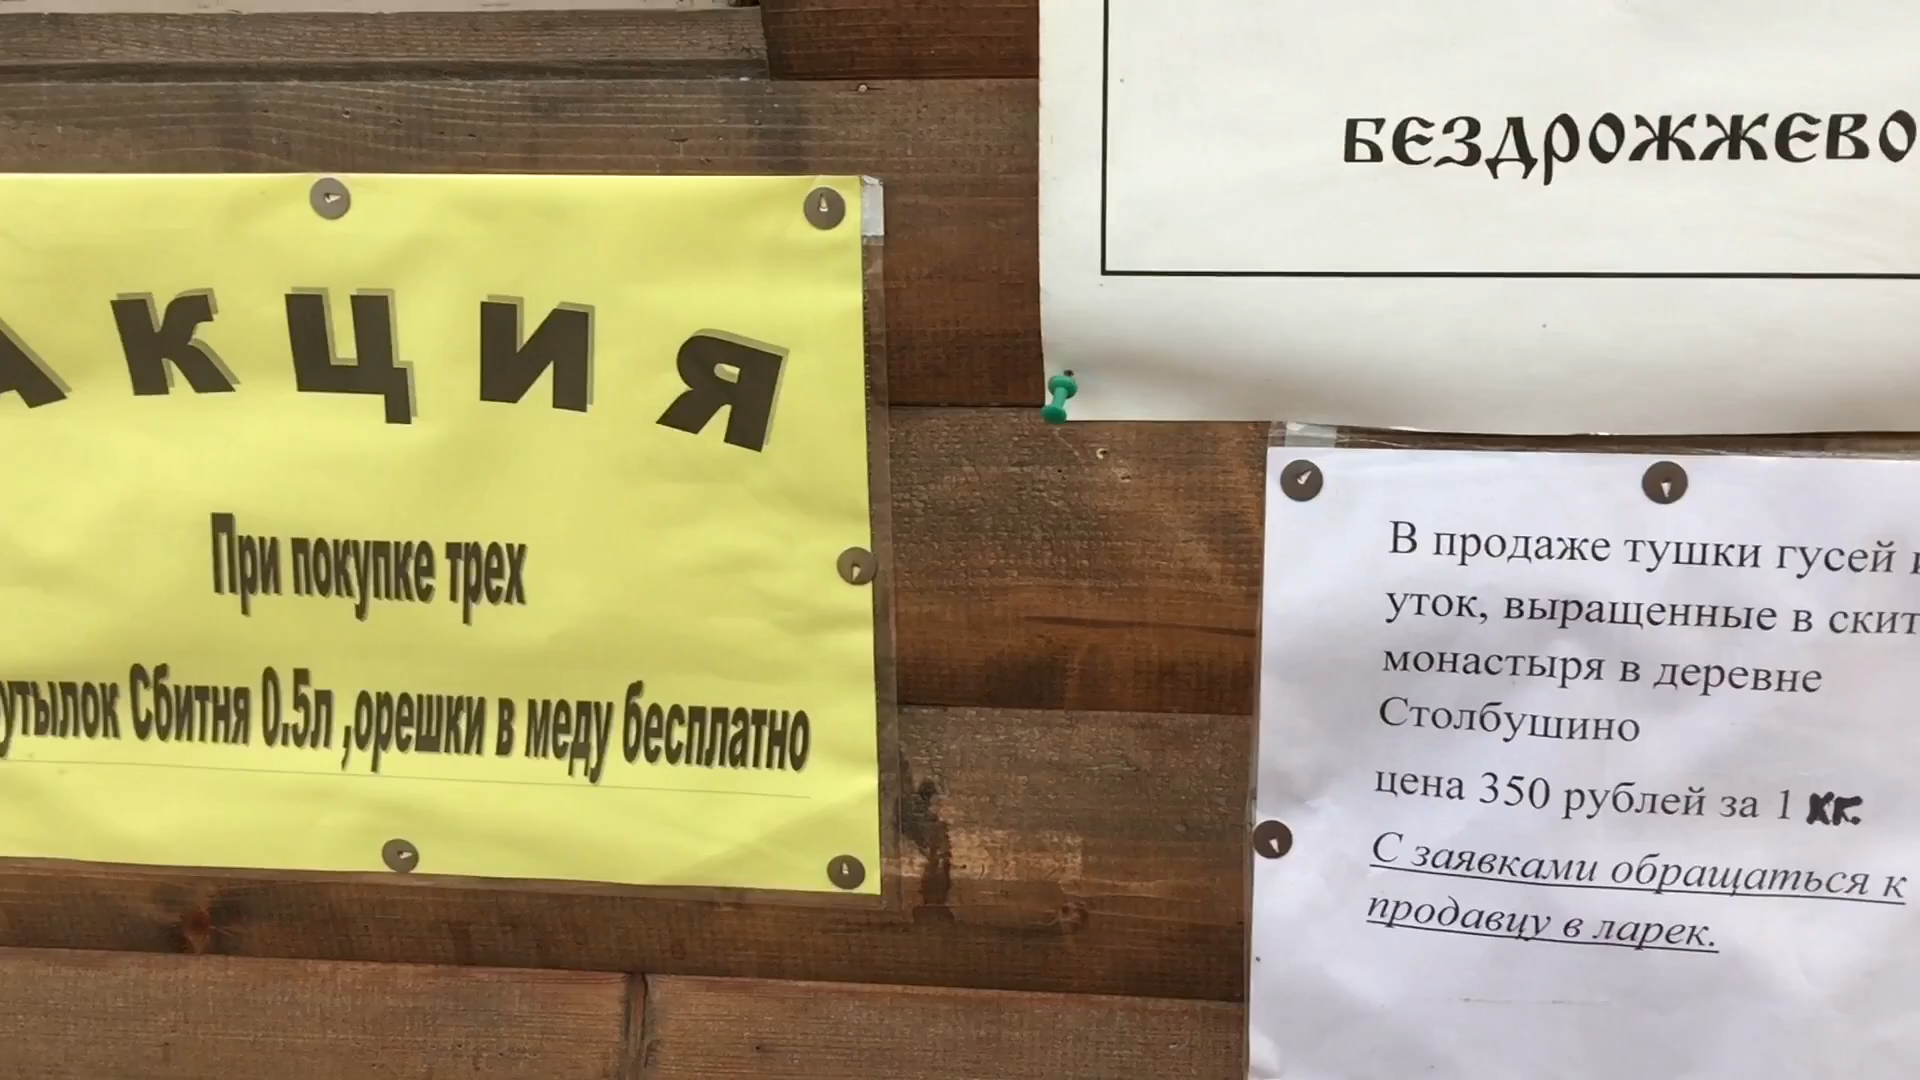 АКЦИЯ
При покупке трех
бутылок Сбитня 0.5л ,орешки в меду бесплатно
БЕЗДРОЖЖЕВО
В продаже тушки гусей и
уток, выращенные в скит
монастыря в деревне
Столбушино
цена 350 рублей за 1 кг.
С заявками обращаться к
продавцу в ларек.